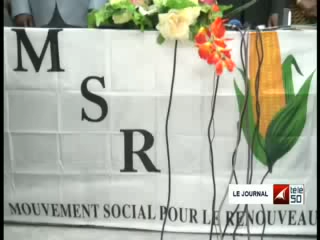 M
S
R
MOUVEMENT SOCIAL POUR LE RENOUVEAU
LE JOURNAL
télé
50